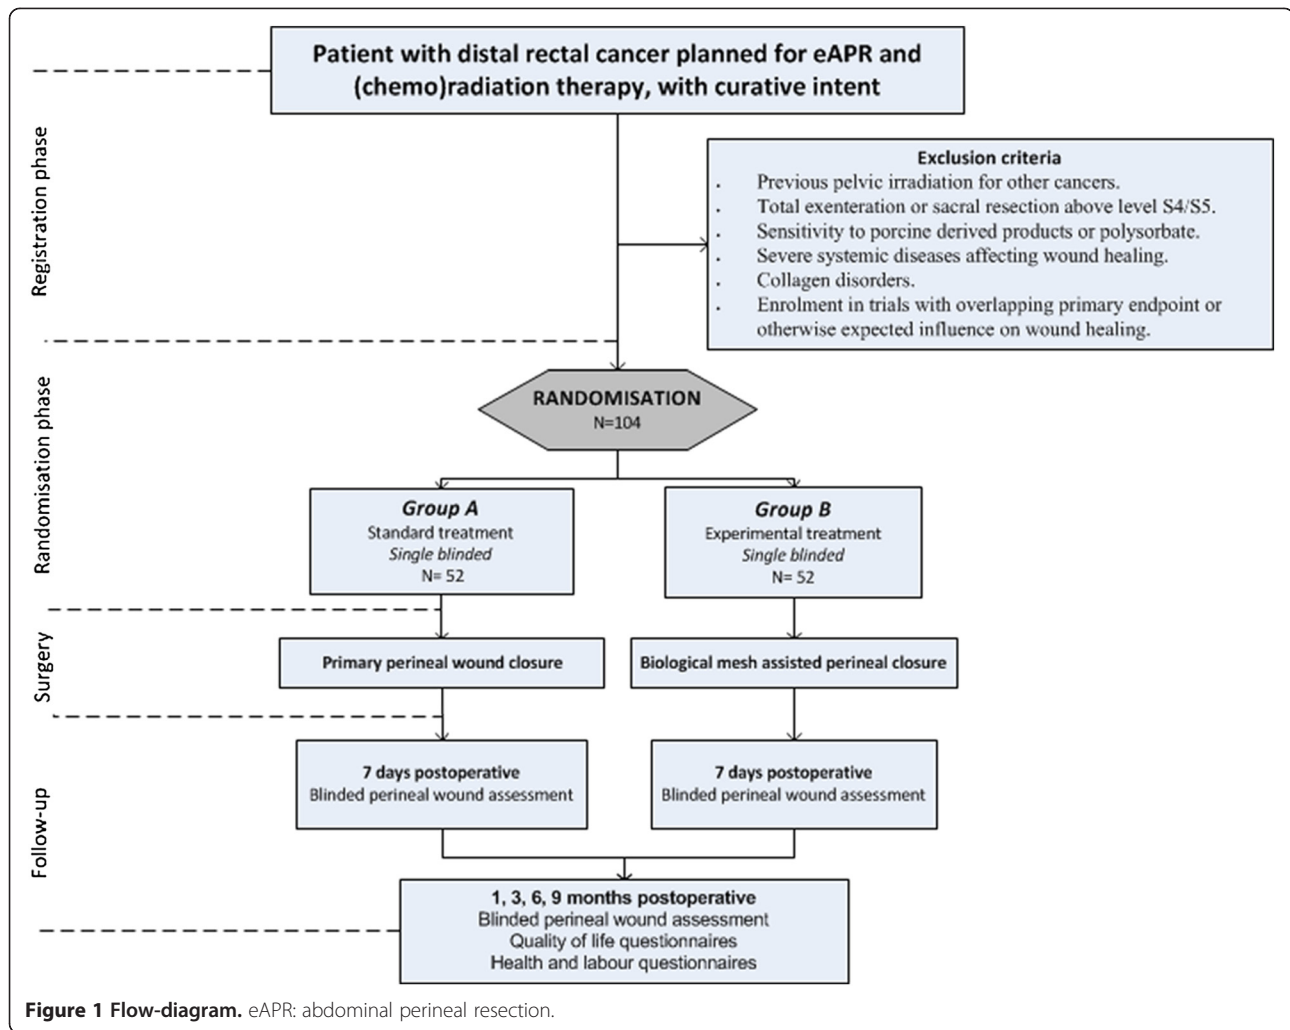 Patient with distal rectal cancer planned for eAPR and
(chemo)radiation therapy, with curative intent
Registration phase
Exclusion criteria
. Previous pelvic irradiation for other cancers.
. Total exenteration or sacral resection above level S4/S5.
. Sensitivity to porcine derived products or polysorbate.
. Severe systemic diseases affecting wound healing.
. Collagen disorders.
. Enrolment in trials with overlapping primary endpoint or
otherwise expected influence on wound healing.
Randomisation phase
RANDOMISATION
N=104
Group A
Standard treatment
Single blinded
N= 52
Group B
Experimental treatment
Single blinded
N= 52
Surgery
Primary perineal wound closure
Biological mesh assisted perineal closure
Follow-up
7 days postoperative
Blinded perineal wound assessment
7 days postoperative
Blinded perineal wound assessment
1, 3, 6, 9 months postoperative
Blinded perineal wound assessment
Quality of life questionnaires
Health and labour questionnaires
Figure 1 Flow-diagram. eAPR: abdominal perineal resection.